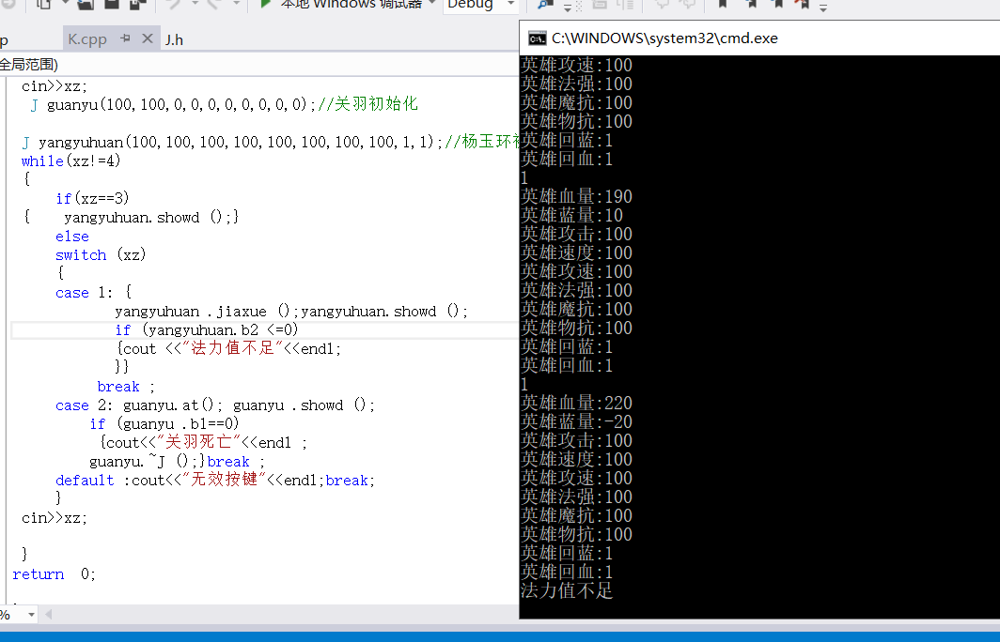 本地 Windows 调试器 Debug
p K.cpp J.h
全局范围)
cin>>xz;
J guanyu(100,100,0,0,0,0,0,0,0,0);//关羽初始化
J yangyuhuan(100,100,100,100,100,100,100,100,1,1);//杨玉环
while(xz!=4)
{
if(xz==3)
{ yangyuhuan.showd ();}
else
switch (xz)
{
case 1: {
yangyuhuan .jiaxue ();yangyuhuan.showd ();
if (yangyuhuan.b2 <=0)
{cout <<"法力值不足"<<endl;
}}
break ;
case 2: guanyu.at(); guanyu .showd ();
if (guanyu .b1==0)
{cout<<"关羽死亡"<<endl ;
guanyu.~J ();}break ;
default :cout<<"无效按键"<<endl;break;
}
cin>>xz;
}
return 0;
%
C:\WINDOWS\system32\cmd.exe
英雄攻速:100
英雄法强:100
英雄魔抗:100
英雄物抗:100
英雄回蓝:1
英雄回血:1
1
英雄血量:190
英雄蓝量:10
英雄攻击:100
英雄速度:100
英雄攻速:100
英雄法强:100
英雄魔抗:100
英雄物抗:100
英雄回蓝:1
英雄回血:1
1
英雄血量:220
英雄蓝量:-20
英雄攻击:100
英雄速度:100
英雄攻速:100
英雄法强:100
英雄魔抗:100
英雄物抗:100
英雄回蓝:1
英雄回血:1
法力值不足